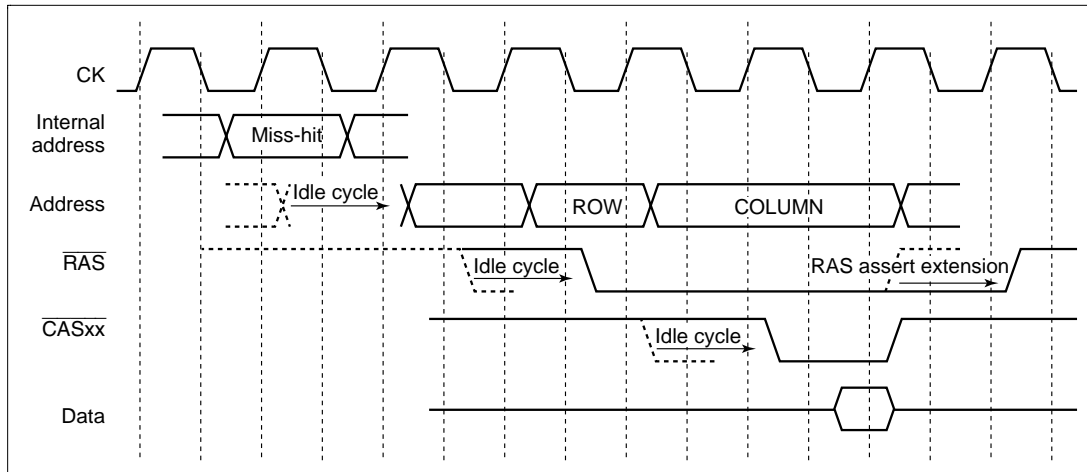 CK
Internal
address
Miss-hit
Address
Idle cycle
ROW
COLUMN
RAS
Idle cycle
RAS assert extension
CASxx
Idle cycle
Data